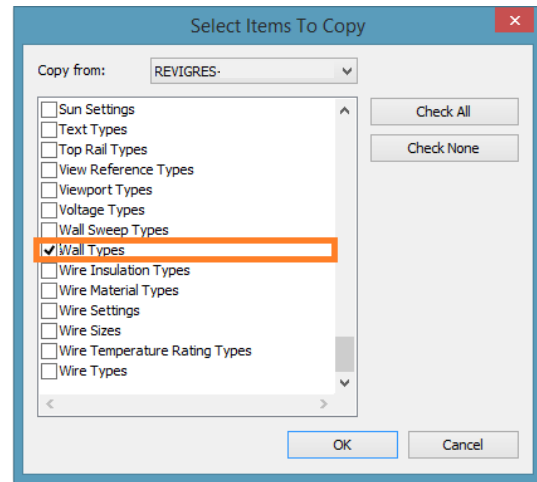 Select Items To Copy
Copy from: REVIGRES-
Sun Settings
Check All
Text Types
Top Rail Types
Check None
View Reference Types
Viewport Types
Voltage Types
Wall Sweep Types
Wall Types
Wire Insulation Types
Wire Material Types
Wire Settings
Wire Sizes
Wire Temperature Rating Types
Wire Types
OK Cancel